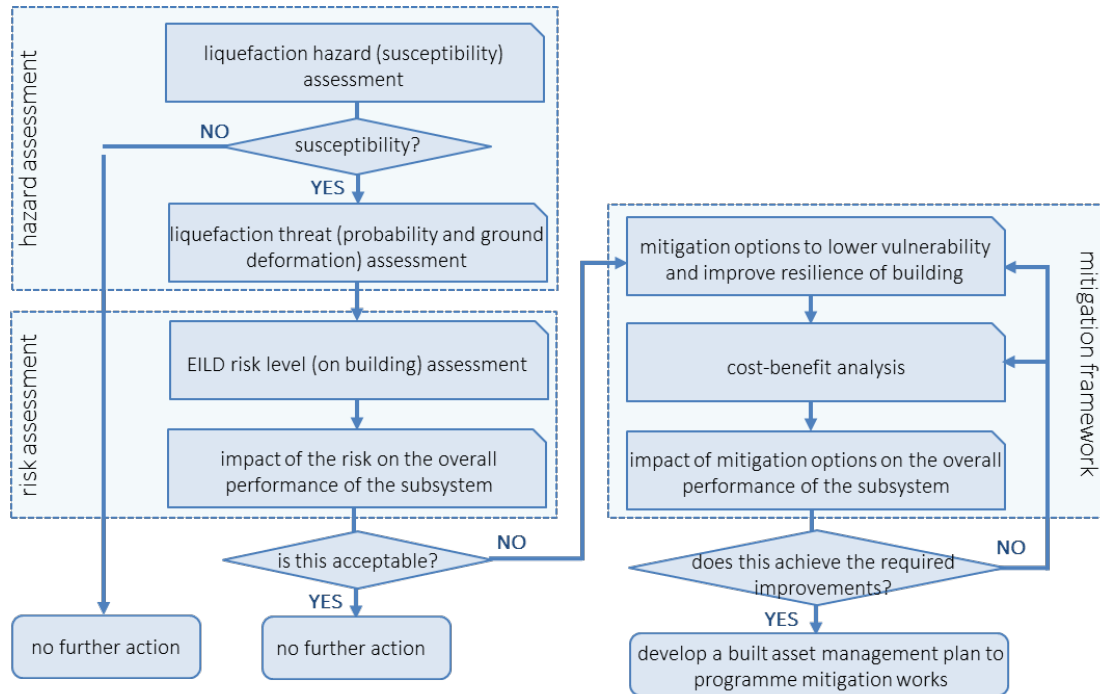 hazard assessment
liquefaction hazard (susceptibility)
assessment
NO
susceptibility?
YES
liquefaction threat (probability and ground
deformation) assessment
risk assessment
EILD risk level (on building) assessment
impact of the risk on the overall
performance of the subsystem
is this acceptable?
NO
YES
no further action
no further action
mitigation framework
mitigation options to lower vulnerability
and improve resilience of building
cost-benefit analysis
impact of mitigation options on the overall
performance of the subsystem
does this achieve the required
improvements?
NO
YES
develop a built asset management plan to
programme mitigation works